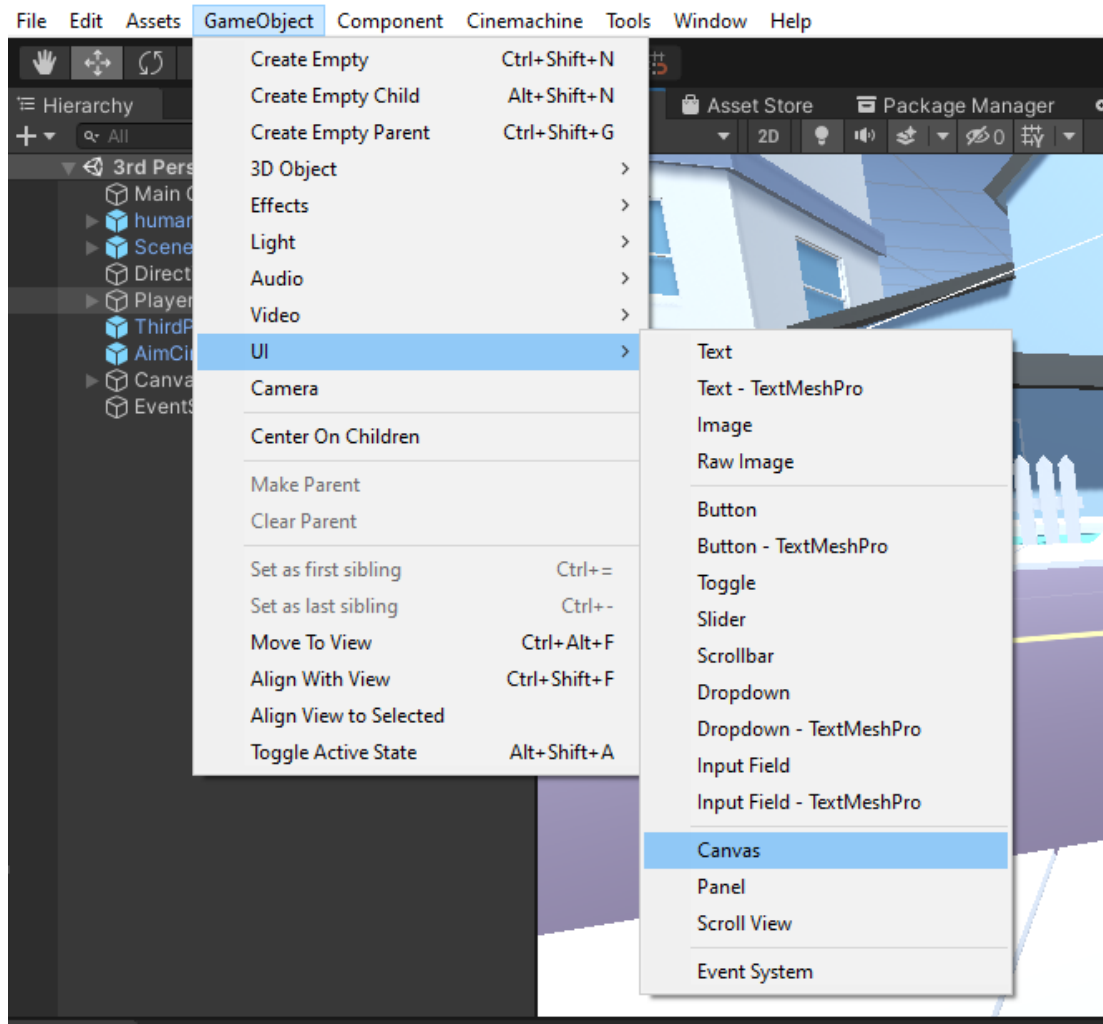 File Edit Assets GameObject Component Cinemachine Tools Window Help
Hierarchy
All
3rd Pers
Main
human
Scene
Direct
Player
ThirdP
AimCir
Canva
Event
Create Empty Ctrl+Shift+N
Create Empty Child Alt+Shift+N
Create Empty Parent Ctrl+Shift+G
3D Object
Effects
Light
Audio
Video
UI
Camera
Center On Children
Make Parent
Clear Parent
Set as first sibling Ctrl+=
Set as last sibling Ctrl+-
Move To View Ctrl+Alt+F
Align With View Ctrl+Shift+F
Align View to Selected
Toggle Active State Alt+Shift+A
Asset Store Package Manager
2D 0
Text
Text - TextMeshPro
Image
Raw Image
Button
Button - TextMeshPro
Toggle
Slider
Scrollbar
Dropdown
Dropdown - TextMeshPro
Input Field
Input Field - TextMeshPro
Canvas
Panel
Scroll View
Event System